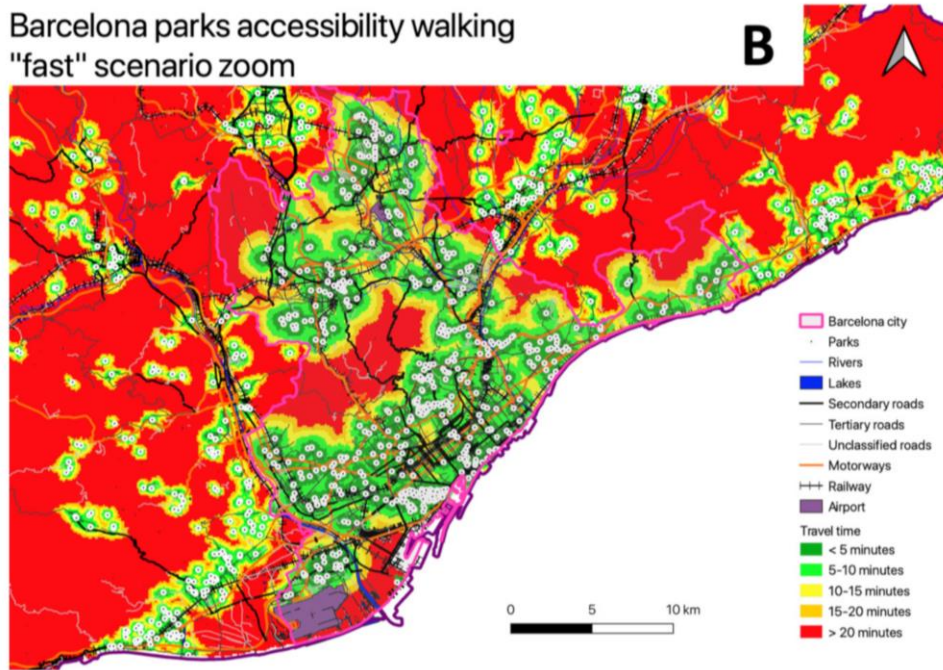 Barcelona parks accessibility walking
"fast" scenario zoom
B
Barcelona city
Parks
Rivers
Lakes
Secondary roads
Tertiary roads
Unclassified roads
Motorways
Railway
Airport
Travel time
< 5 minutes
5-10 minutes
10-15 minutes
15-20 minutes
> 20 minutes
0 5 10 km